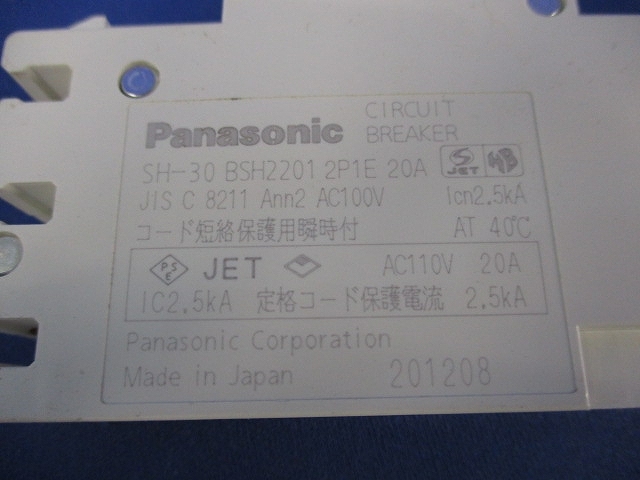 Panasonic CIRCUIT BREAKER
SH-30 BSH2201 2P1E 20A S JET
JIS C 8211 Ann2 AC100V Icn2.5kA
コード短絡保護用瞬時付 AT 40℃
PSE JET AC110V 20A
IC2.5kA 定格コード保護電流 2.5kA
Panasonic Corporation
Made in Japan 201208